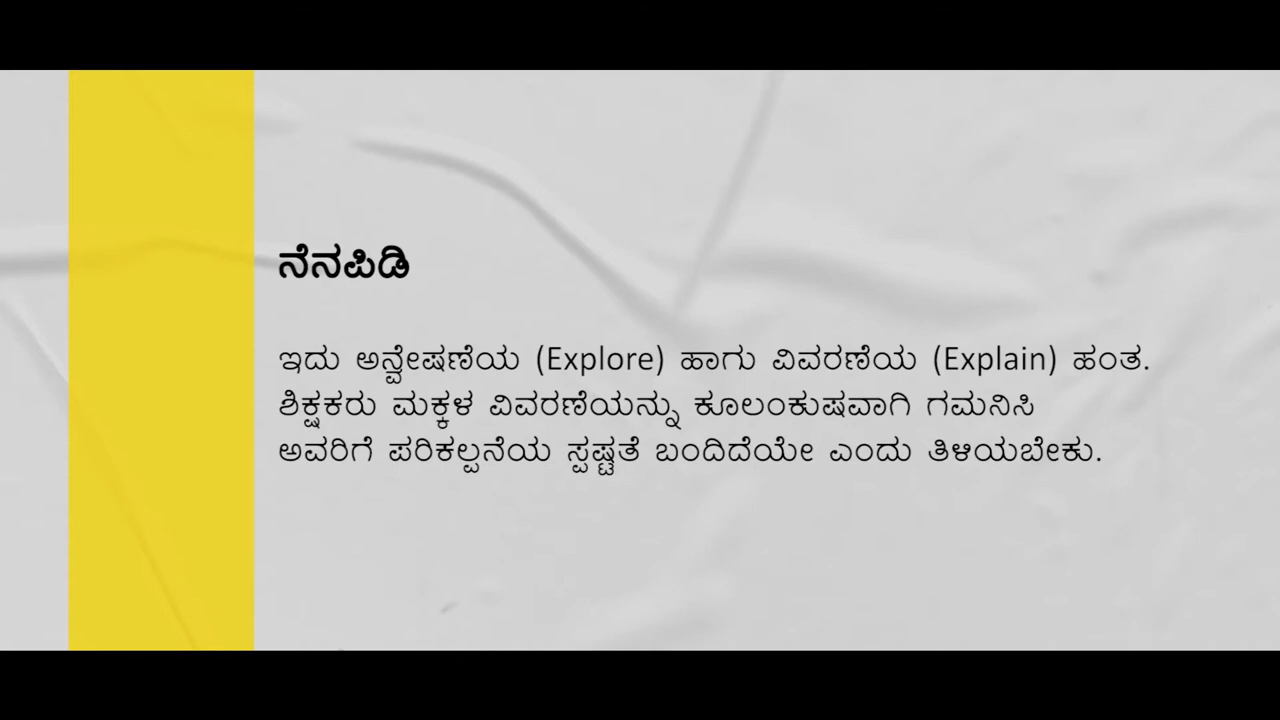 ನೆನಪಿಡಿ
ಇದು ಅನ್ವೇಷಣೆಯ (Explore) ಹಾಗು ವಿವರಣೆಯ (Explain) ಹಂತ.
ಶಿಕ್ಷಕರು ಮಕ್ಕಳ ವಿವರಣೆಯನ್ನು ಕೂಲಂಕುಷವಾಗಿ ಗಮನಿಸಿ
ಅವರಿಗೆ ಪರಿಕಲ್ಪನೆಯ ಸ್ಪಷ್ಟತೆ ಬಂದಿದೆಯೇ ಎಂದು ತಿಳಿಯಬೇಕು.